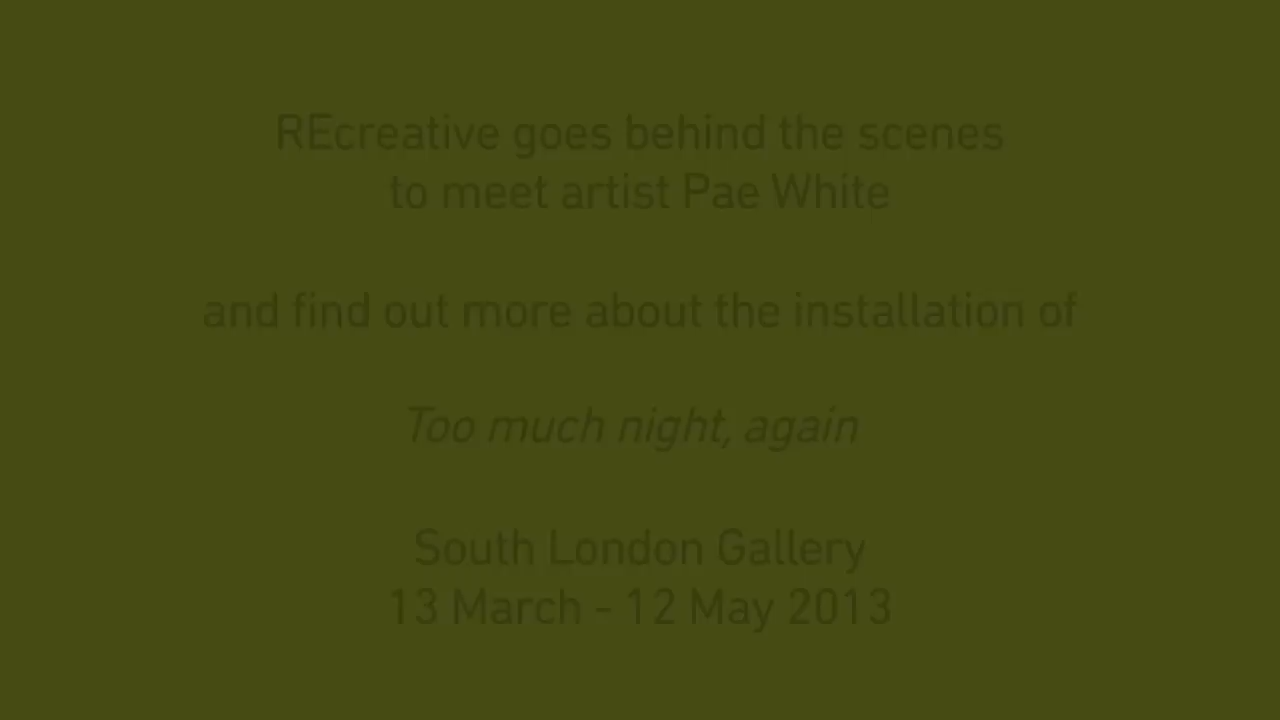 REcreative goes behind the scenes
to meet artist Pae White
and find out more about the installation of
Too much night, again
South London Gallery
13 March - 12 May 2013